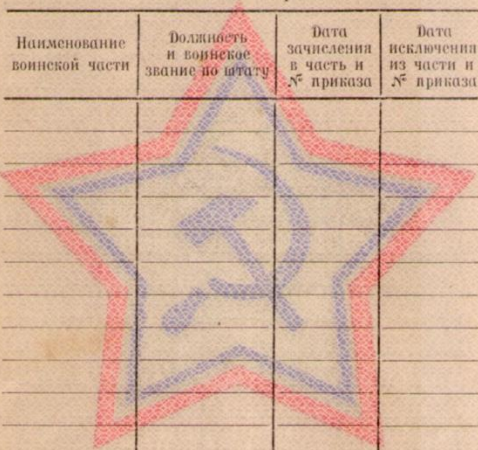 Наименование
воинской части
Должность
и воинское
звание по штату
Дата
зачисления
в часть и
№ приказа
Дата
исключения
из части и
№ приказа